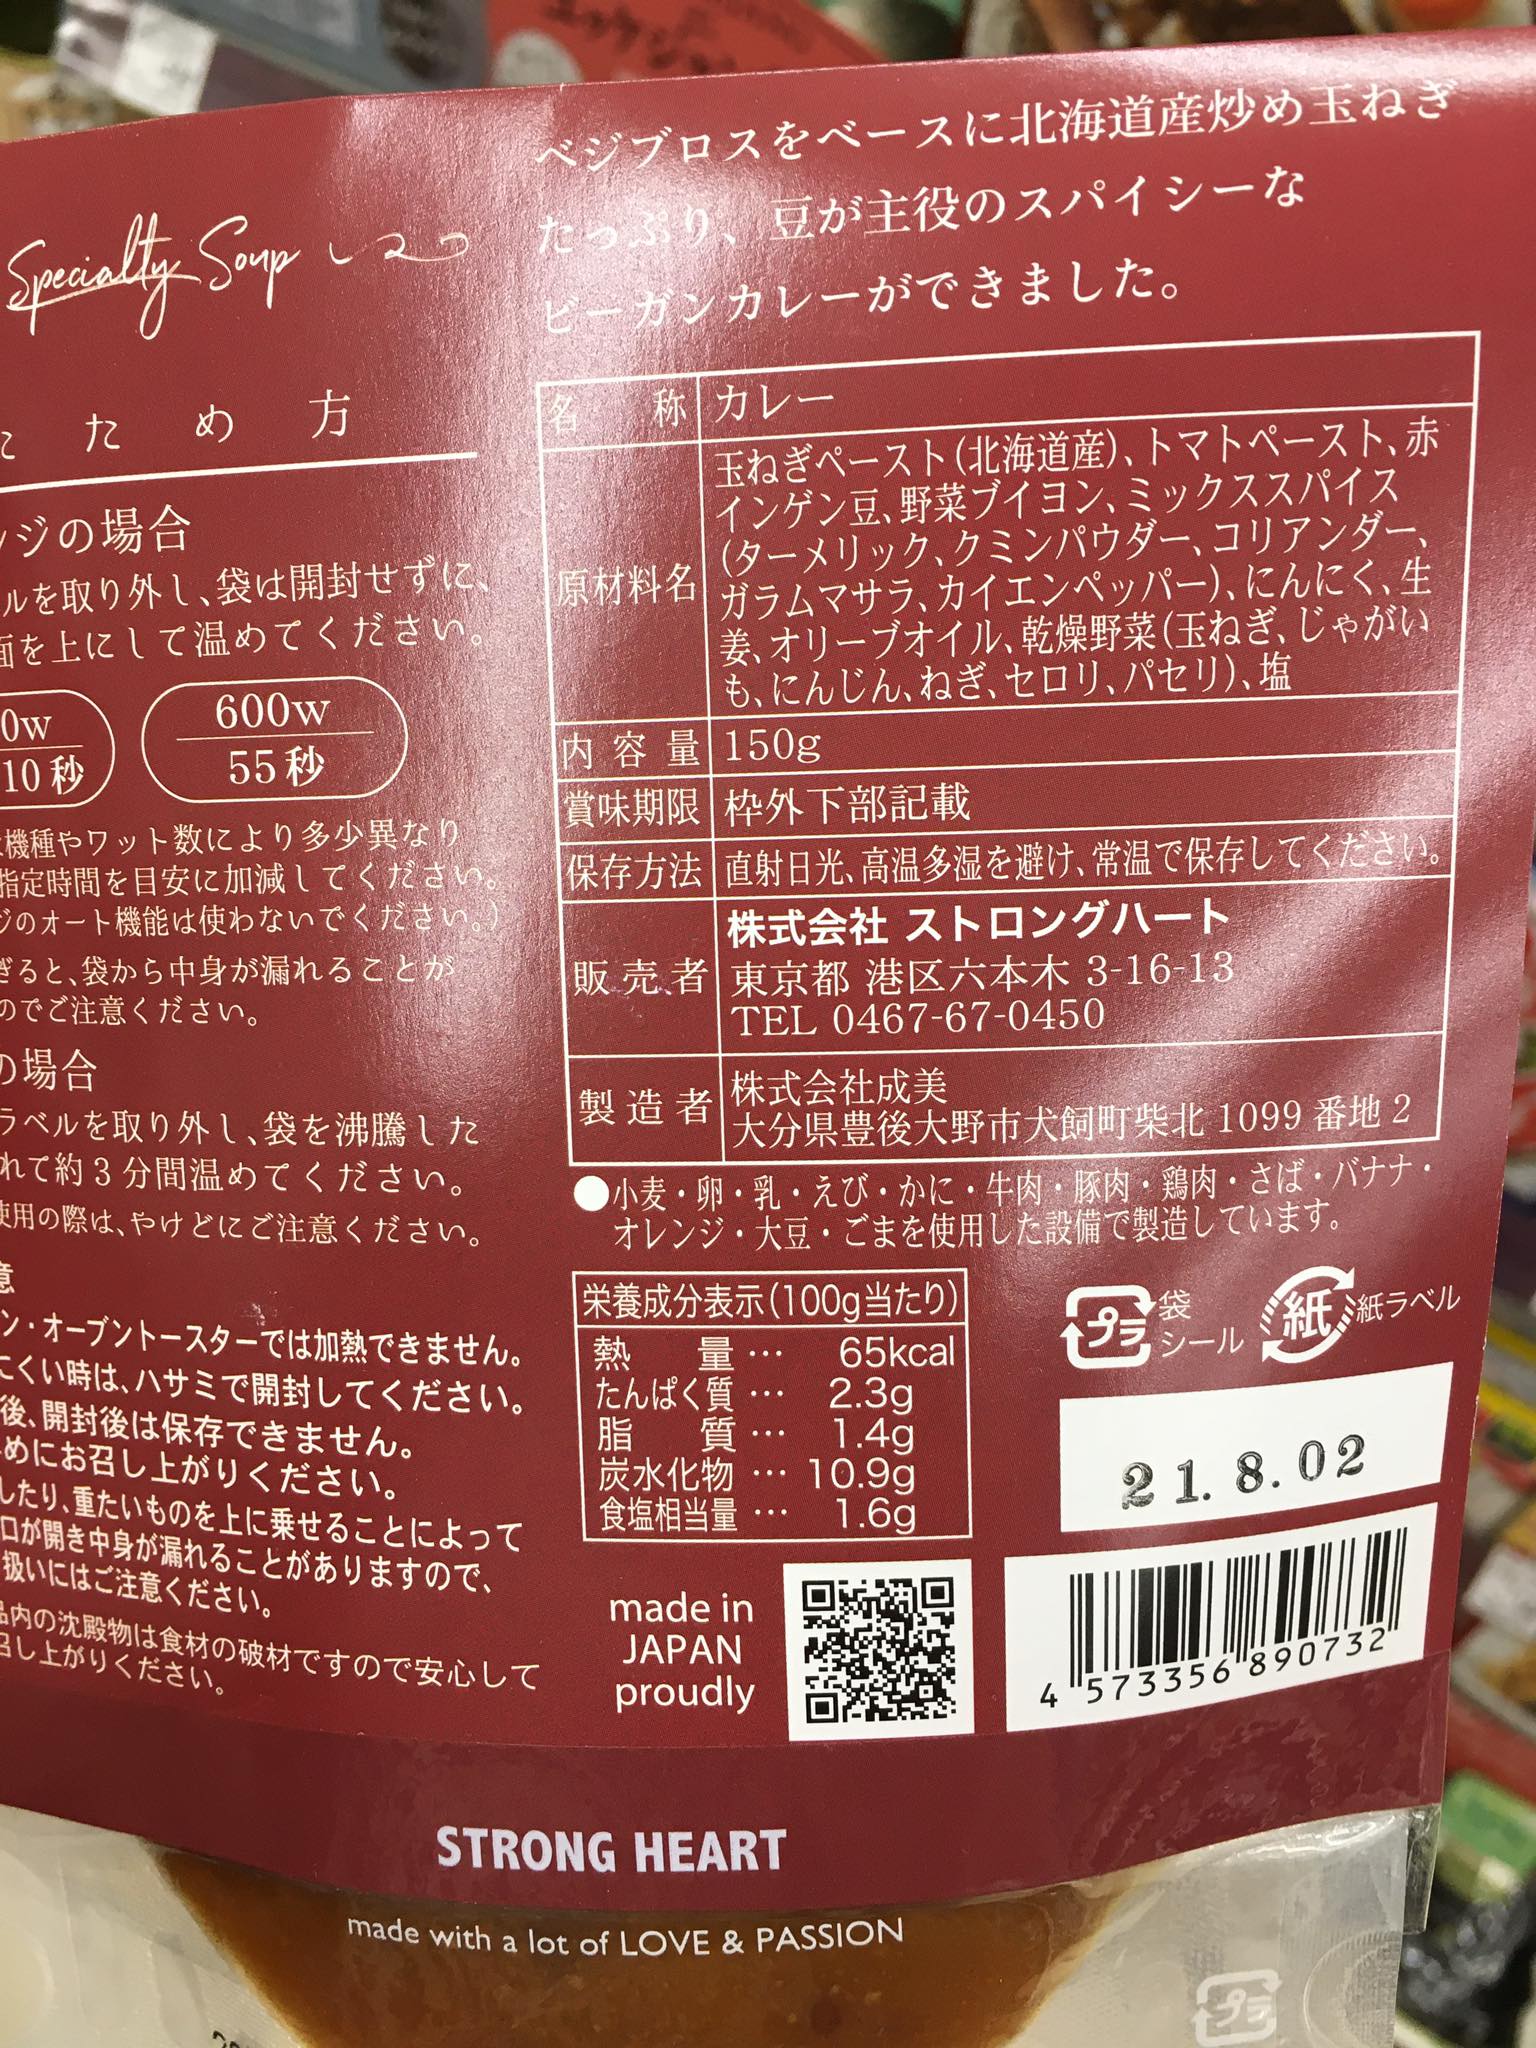 Specialty Soup
ため方
ジの場合
ルを取り外し、袋は開封せずに、
面を上にして温めてください。
0w
10秒
600w
55秒
機種やワット数により多少異なり
指定時間を目安に加減してください。
ジのオート機能は使わないでください。)
ぎると、袋から中身が漏れることが
のでご注意ください。
の場合
ラベルを取り外し、袋を沸騰した
れて約3分間温めてください。
使用の際は、やけどにご注意ください。
意
ン・オーブントースターでは加熱できません。
にくい時は、ハサミで開封してください。
後、開封後は保存できません。
めにお召し上がりください。
したり、重たいものを上に乗せることによって
口が開き中身が漏れることがありますので、
扱いにはご注意ください。
品内の沈殿物は食材の破材ですので安心して
召し上がりください。
ベジブロスをベースに北海道産炒め玉ねぎ
たっぷり、豆が主役のスパイシーな
ビーガンカレーができました。
名称 カレー
原材料名
玉ねぎペースト(北海道産)、トマトペースト、赤
インゲン豆、野菜ブイヨン、ミックススパイス
(ターメリック、クミンパウダー、コリアンダー、
ガラムマサラ、カイエンペッパー)、にんにく、生
姜、オリーブオイル、乾燥野菜(玉ねぎ、じゃがい
も、にんじん、ねぎ、セロリ、パセリ)、塩
内容量 150g
賞味期限 枠外下部記載
保存方法 直射日光、高温多湿を避け、常温で保存してください。
販売者
株式会社 ストロングハート
東京都 港区六本木 3-16-13
TEL 0467-67-0450
製造者
株式会社成美
大分県豊後大野市犬飼町柴北1099番地2
●小麦・卵・乳・えび・かに・牛肉・豚肉・鶏肉・さば・バナナ・
オレンジ・大豆・ごまを使用した設備で製造しています。
栄養成分表示(100g当たり)
熱量… 65kcal
たんぱく質… 2.3g
脂質… 1.4g
炭水化物… 10.9g
食塩相当量… 1.6g
プラ
袋
シール
紙
紙ラベル
21.8.02
made in
JAPAN
proudly
4 573356 890732
STRONG HEART
made with a lot of LOVE & PASSION
プラ